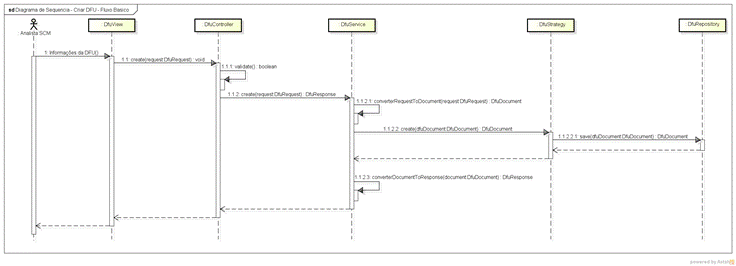 sd Diagrama de Sequencia - Criar DFU - Fluxo Basico
DfuView
DfuController
DfuService
DfuStrategy
DfuRepository
Analista SCM
1: Informações da DFU()
1.1: create(request DfuRequest) : void
1.1.1: validate() : boolean
1.1.2: create(request DfuRequest) : DfuResponse
1.1.2.1: converterRequestToDocument(request DfuRequest) : DfuDocument
1.1.2.2: create(dfuDocument DfuDocument) : DfuDocument
1.1.2.2.1: save(dfuDocument DfuDocument) : DfuDocument
1.1.2.3: converterDocumentToResponse(document DfuDocument) : DfuResponse
powered by Astah